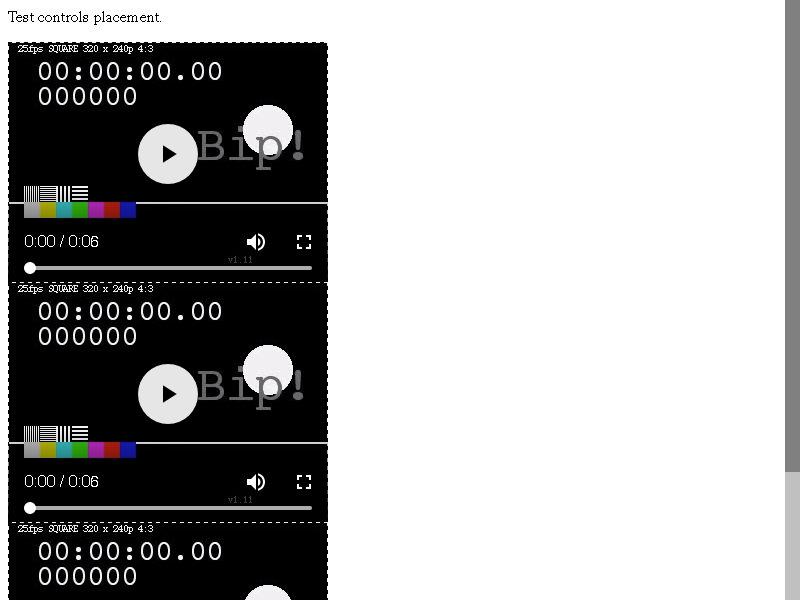 Test controls placement.
25fps SQUARE 320 x 240p 4:3
00:00:00.00
000000
Bip!
0:00 / 0:06
v1.11
25fps SQUARE 320 x 240p 4:3
00:00:00.00
000000
Bip!
0:00 / 0:06
v1.11
25fps SQUARE 320 x 240p 4:3
00:00:00.00
000000